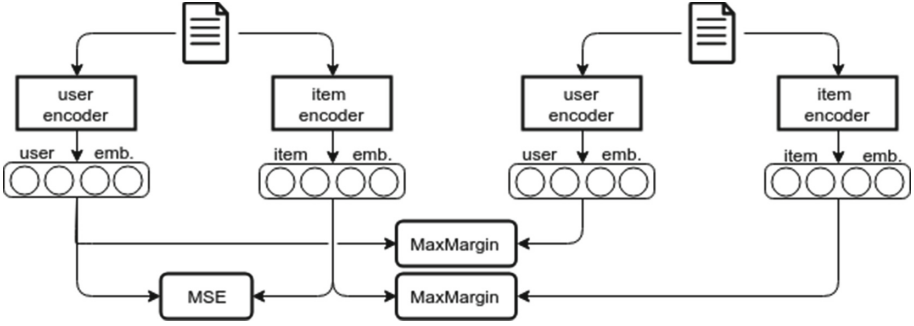 user
encoder
item
encoder
user
encoder
item
encoder
user emb.
item emb.
user emb.
item emb.
MaxMargin
MSE
MaxMargin